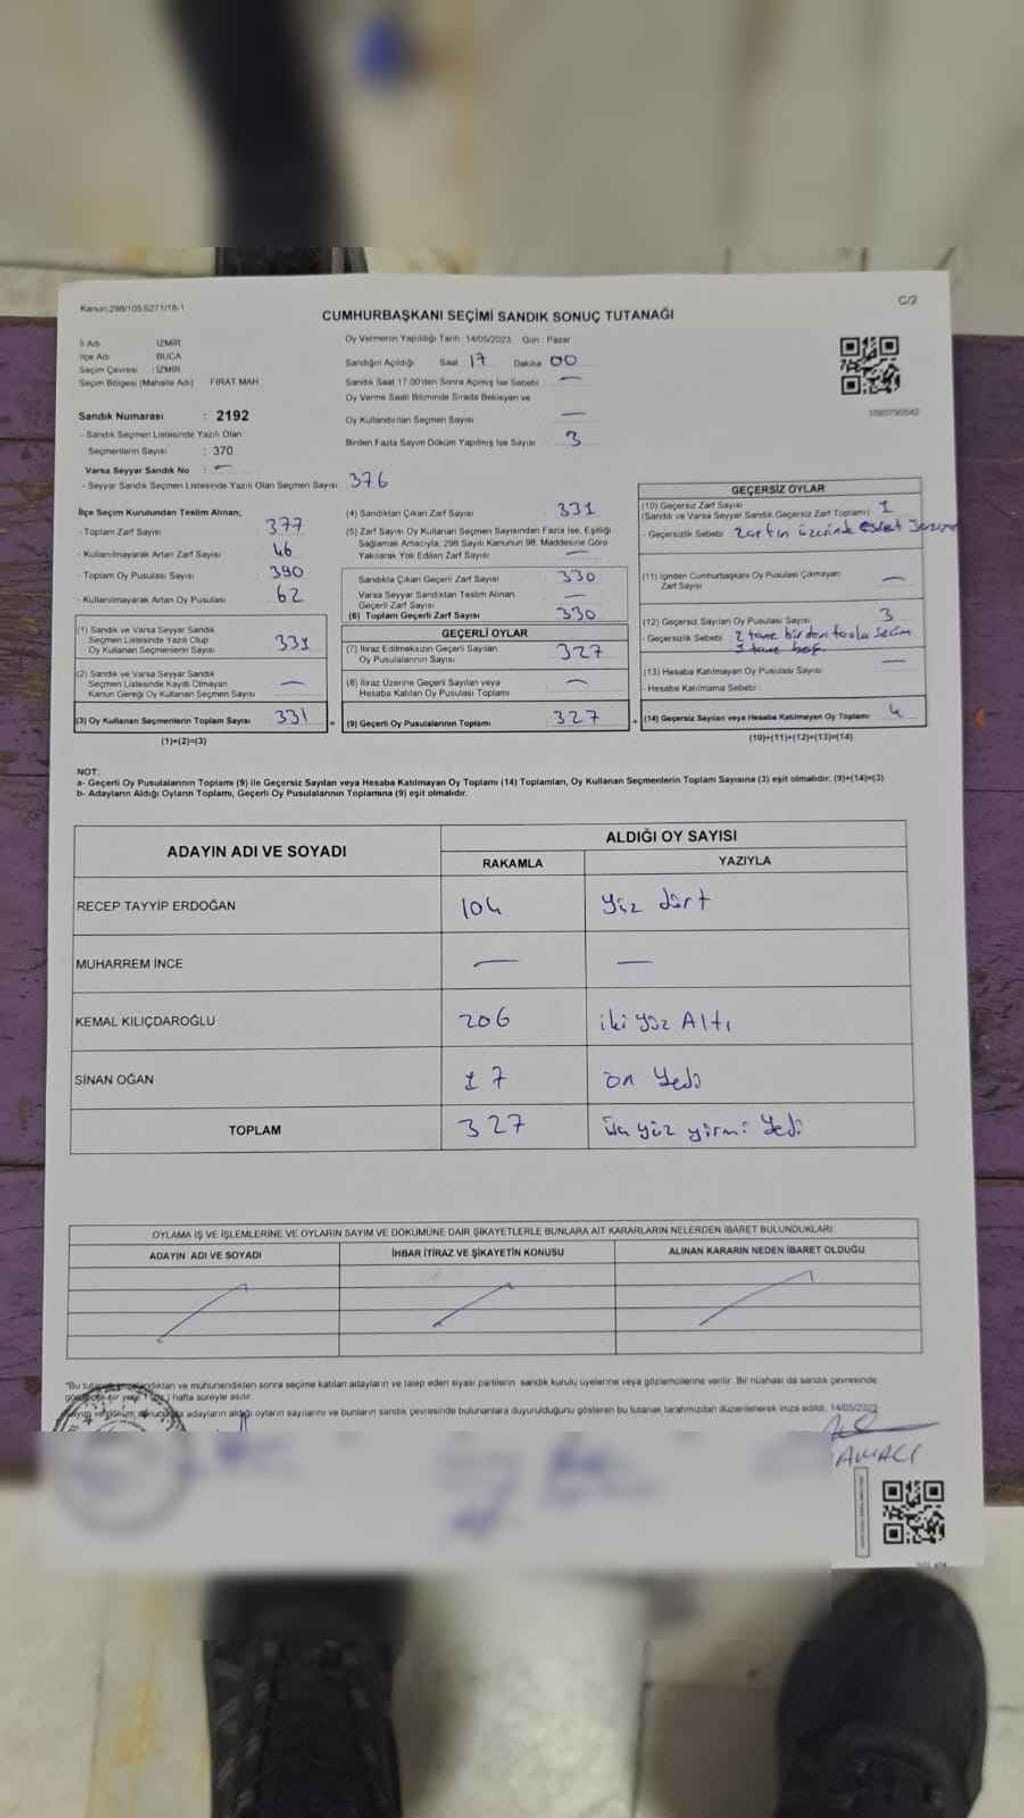 Kanun:298/105-6271/18-1
C/2
CUMHURBAŞKANI SEÇİMİ SANDIK SONUÇ TUTANAĞI
İl Adı : İZMİR
İlçe Adı : BUCA
Seçim Çevresi : İZMİR
Seçim Bölgesi (Mahalle Adı) FIRAT MAH.
Sandık Numarası : 2192
- Sandık Seçmen Listesinde Yazılı Olan
Seçmenlerin Sayısı : 370
Varsa Seyyar Sandık No : —
- Seyyar Sandık Seçmen Listesinde Yazılı Olan Seçmen Sayısı 376
Oy Vermenin Yapıldığı Tarih :14/05/2023 Gün : Pazar
Sandığın Açıldığı Saat : 17 Dakika : 00
Sandık Saat 17.00'den Sonra Açılmış İse Sebebi —
Oy Verme Saati Bitiminde Sırada Bekleyen ve
Oy Kullandırılan Seçmen Sayısı —
Birden Fazla Sayım Döküm Yapılmış İse Sayısı 3
İlçe Seçim Kurulundan Teslim Alınan;
- Toplam Zarf Sayısı 377
- Kullanılmayarak Artan Zarf Sayısı 46
- Toplam Oy Pusulası Sayısı 390
- Kullanılmayarak Artan Oy Pusulası 62
(1) Sandık ve Varsa Seyyar Sandık
Seçmen Listesinde Yazılı Olup
Oy Kullanan Seçmenlerin Sayısı 331
(2) Sandık ve Varsa Seyyar Sandık
Seçmen Listesinde Kayıtlı Olmayan
Kanun Gereği Oy Kullanan Seçmen Sayısı —
(3) Oy Kullanan Seçmenlerin Toplam Sayısı 331
(1)+(2)=(3)
(4) Sandıktan Çıkan Zarf Sayısı 331
(5) Zarf Sayısı Oy Kullanan Seçmen Sayısından Fazla İse, Eşitliği
Sağlamak Amacıyla, 298 Sayılı Kanunun 98. Maddesine Göre
Yakılarak Yok Edilen Zarf Sayısı —
Sandıkta Çıkan Geçerli Zarf Sayısı 330
Varsa Seyyar Sandıktan Teslim Alınan
Geçerli Zarf Sayısı —
(6) Toplam Geçerli Zarf Sayısı 330
GEÇERLİ OYLAR
(7) İtiraz Edilmeksizin Geçerli Sayılan
Oy Pusulasının Sayısı 327
(8) İtiraz Üzerine Geçerli Sayılan veya
Hesaba Katılan Oy Pusulası Toplamı —
(9) Geçerli Oy Pusulalarının Toplamı 327
GEÇERSİZ OYLAR
(10) Geçersiz Zarf Sayısı 1
(Sandık ve Varsa Seyyar Sandık Geçersiz Zarf Toplamı)
- Geçersizlik Sebebi : Zarfın üzerinde evet
(11) İçinden Cumhurbaşkanı Oy Pusulası Çıkmayan
Zarf Sayısı —
(12) Geçersiz Sayılan Oy Pusulası Sayısı 3
- Geçersizlik Sebebi : 2 tane birden fazla seçim
tane boş
(13) Hesaba Katılmayan Oy Pusulası Sayısı —
- Hesaba Katılmama Sebebi :
(14) Geçersiz Sayılan veya Hesaba Katılmayan Oy Toplamı 4
(10)+(11)+(12)+(13)=(14)
NOT:
a- Geçerli Oy Pusulalarının Toplamı (9) ile Geçersiz Sayılan veya Hesaba Katılmayan Oy Toplamı (14) Toplamları, Oy Kullanan Seçmenlerin Toplam Sayısına (3) eşit olmalıdır. (9)+(14)=(3)
b- Adayların Aldığı Oyların Toplamı, Geçerli Oy Pusulalarının Toplamına (9) eşit olmalıdır.
ADAYIN ADI VE SOYADI
ALDIĞI OY SAYISI
RAKAMLA YAZIYLA
RECEP TAYYİP ERDOĞAN 104 Yüz dört
MUHARREM İNCE — —
KEMAL KILIÇDAROĞLU 206 iki yüz Altı
SİNAN OĞAN 17 on Yedi
TOPLAM 327 üç yüz yirmi Yedi
OYLAMA İŞ VE İŞLEMLERİNE VE OYLARIN SAYIM VE DÖKÜMÜNE DAİR ŞİKAYETLERLE BUNLARA AİT KARARLARIN NELERDEN İBARET BULUNDUKLARI
ADAYIN ADI VE SOYADI İHBAR İTİRAZ VE ŞİKAYETİN KONUSU ALINAN KARARIN NEDEN İBARET OLDUĞU
"Bu ve mühürlendikten sonra seçime katılan adayların ve talep eden siyasi partilerin sandık kurulu üyelerine veya gözlemcilerine verilir. Bir nüshası da sandık çevresinde
hafta süreyle asılır.
adayların aldığı oyların sayılarını ve bunların sandık çevresinde bulunanlara duyurulduğunu gösteren bu tutanak tarafımızdan düzenlenerek imza edildi. 14/05/2023